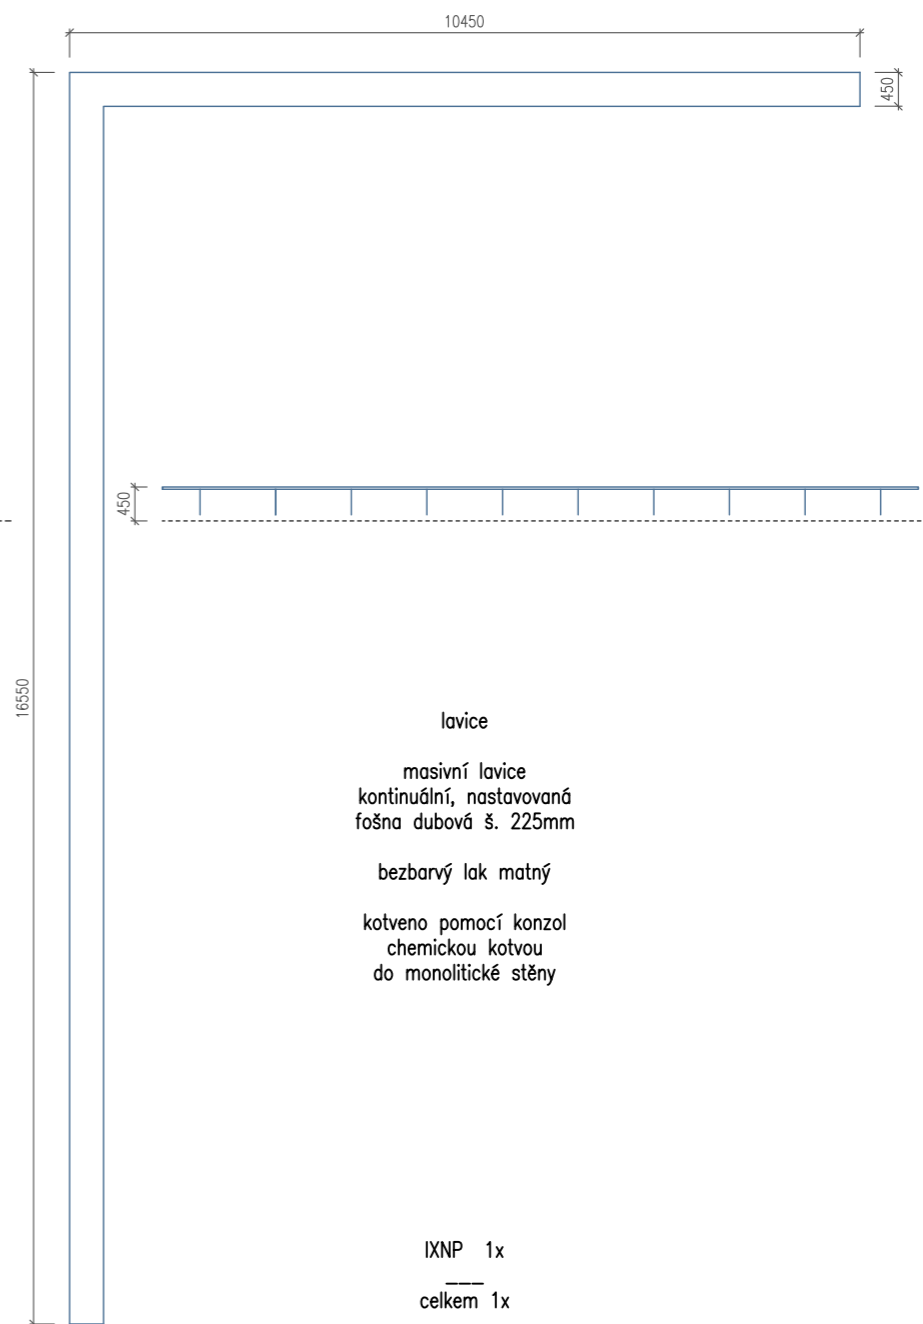 10450
450
450
16550
lavice
masivní lavice
kontinuální, nastavovaná
fošna dubová š. 225mm
bezbarvý lak matný
kotveno pomocí konzol
chemickou kotvou
do monolitické stěny
IXNP 1x
___
celkem 1x